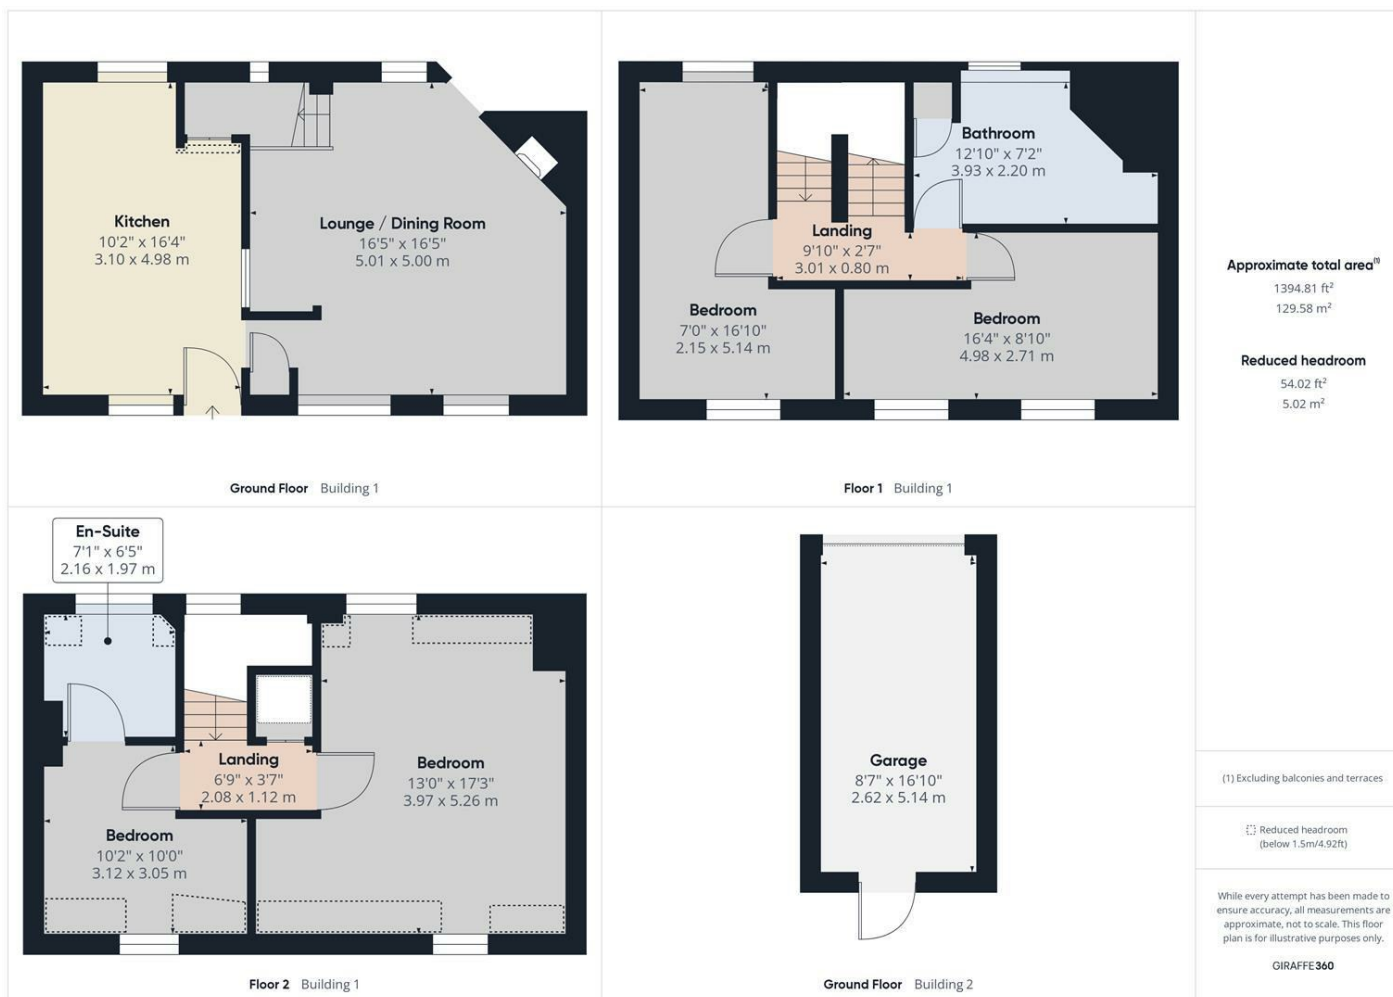 Kitchen
10'2" x 16'4"
3.10 x 4.98 m
Lounge / Dining Room
16'5" x 16'5"
5.01 x 5.00 m
Ground Floor Building 1
Bathroom
12'10" x 7'2"
3.93 x 2.20 m
Landing
9'10" x 2'7"
3.01 x 0.80 m
Bedroom
7'0" x 16'10"
2.15 x 5.14 m
Bedroom
16'4" x 8'10"
4.98 x 2.71 m
Floor 1 Building 1
Approximate total area(1)
1394.81 ft²
129.58 m²
Reduced headroom
54.02 ft²
5.02 m²
En-Suite
7'1" x 6'5"
2.16 x 1.97 m
Landing
6'9" x 3'7"
2.08 x 1.12 m
Bedroom
13'0" x 17'3"
3.97 x 5.26 m
Bedroom
10'2" x 10'0"
3.12 x 3.05 m
Floor 2 Building 1
Garage
8'7" x 16'10"
2.62 x 5.14 m
Ground Floor Building 2
(1) Excluding balconies and terraces
Reduced headroom
(below 1.5m/4.92ft)
While every attempt has been made to
ensure accuracy, all measurements are
approximate, not to scale. This floor
plan is for illustrative purposes only.
GIRAFFE360